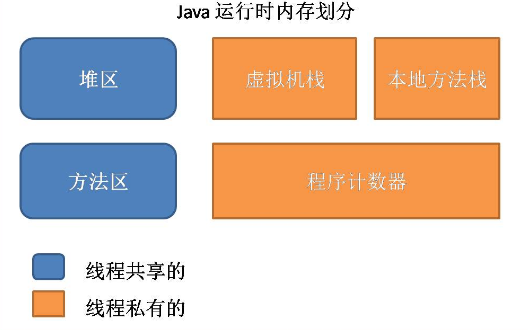 Java 运行时内存划分
堆区
虚拟机栈
本地方法栈
方法区
程序计数器
线程共享的
线程私有的